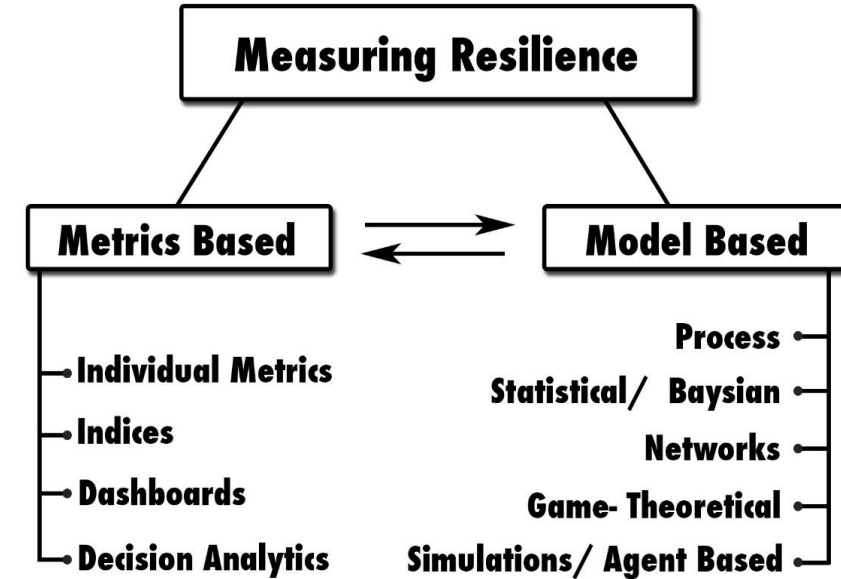 Measuring Resilience
Metrics Based
Model Based
Individual Metrics
Indices
Dashboards
Decision Analytics
Process
Statistical/ Baysian
Networks
Game- Theoretical
Simulations/ Agent Based